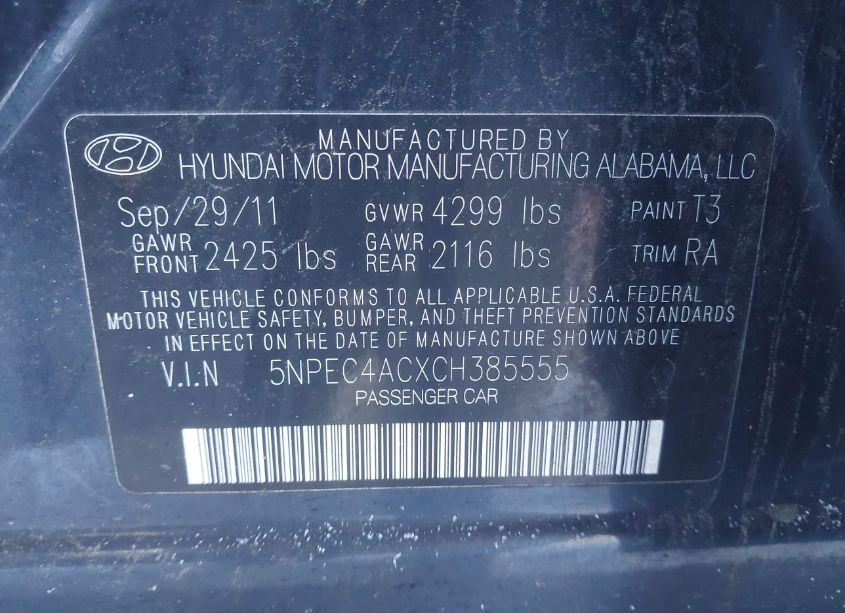 MANUFACTURED BY
HYUNDAI MOTOR MANUFACTURING ALABAMA, LLC
Sep/29/11 GVWR 4299 lbs PAINT T3
GAWR FRONT 2425 lbs GAWR REAR 2116 lbs TRIM RA
THIS VEHICLE CONFORMS TO ALL APPLICABLE U.S.A. FEDERAL
MOTOR VEHICLE SAFETY, BUMPER, AND THEFT PREVENTION STANDARDS
IN EFFECT ON THE DATE OF MANUFACTURE SHOWN ABOVE
V.I.N 5NPEC4ACXCH385555
PASSENGER CAR